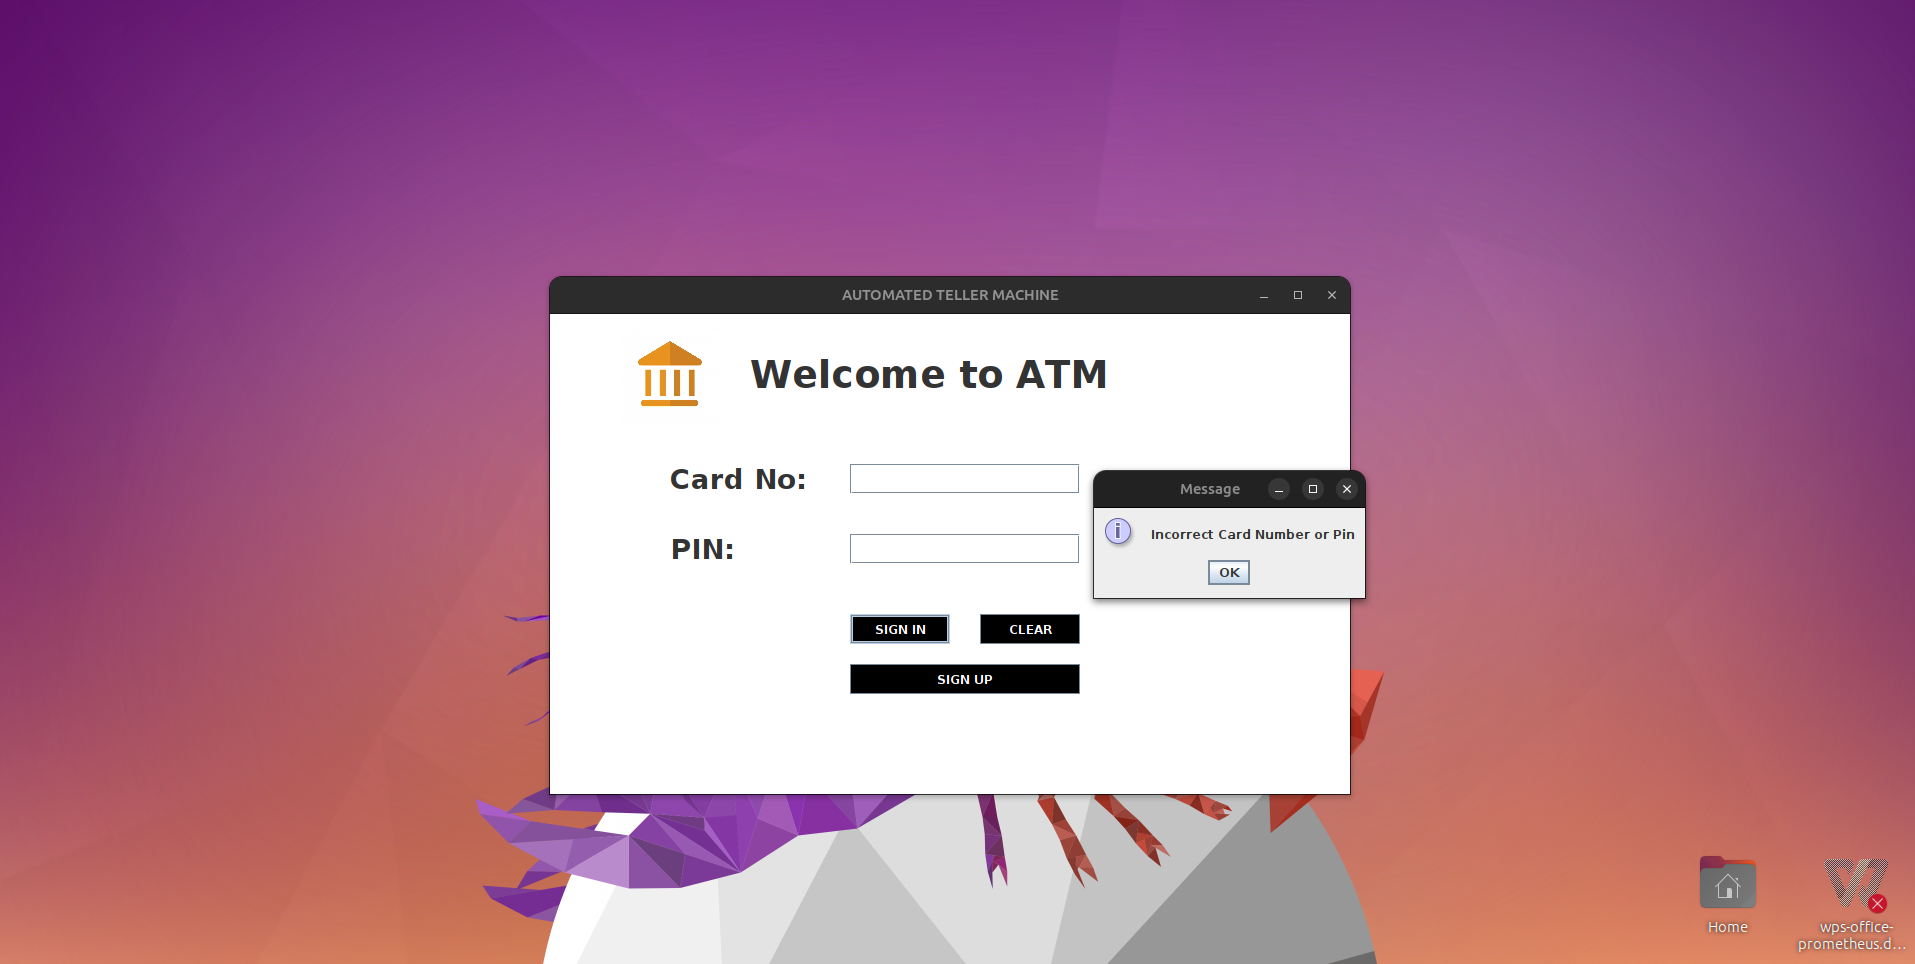 AUTOMATED TELLER MACHINE
Welcome to ATM
Card No:
PIN:
Message
Incorrect Card Number or Pin
OK
SIGN IN
CLEAR
SIGN UP
Home
wps-office-
prometheus.d...